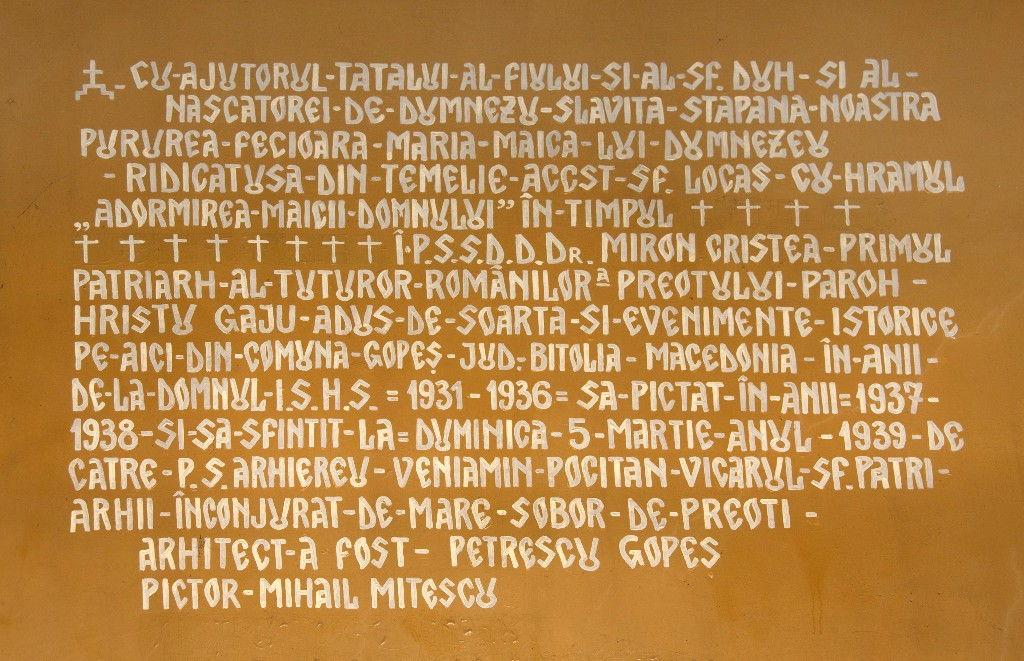 CU-AJUTORUL-TATALUI-AL-FIULUI-SI-AL-SF. DUH-SI AL-
NASCATOREI-DE-DUMNEZU-SLAVITA-STAPANA-NOASTRA
PURUREA-FECIOARA-MARIA-MAICA-LUI-DUMNEZEU
-RIDICATUSA-DIN-TEMELIE-ACCST-SF. LOCAS-CU-HRAMUL
„ADORMIREA-MAICII-DOMNULUI” ÎN-TIMPUL † † † †
† † † † † † † † Î.P.S.S.D.D.DR. MIRON CRISTEA-PRIMUL
PATRIARH-AL-TUTUROR-ROMÂNILORª PREOTULUI-PAROH-
HRISTU GAJU-ADUS-DE-SOARTA-SI-EVENIMENTE-ISTORICE
PE-AICI-DIN-COMUNA-GOPEȘ-JUD. BITOLIA-MACEDONIA-ÎN-ANII-
DE-LA-DOMNUL-I.S.H.S. = 1931-1936= SA-PICTAT-ÎN-ANII=1937-
1938-SI-SA-SFINTIT-LA= DUMINICA-5-MARTIE-ANUL-1939-DE
CATRE-P.S. ARHIEREU-VENIAMIN-POCITAN-VICARUL-SF. PATRI-
ARHII-ÎNCONJURAT-DE-MARE-SOBOR-DE-PREOTI-
ARHITECT-A FOST-PETRESCU GOPES
PICTOR-MIHAIL MITESCU